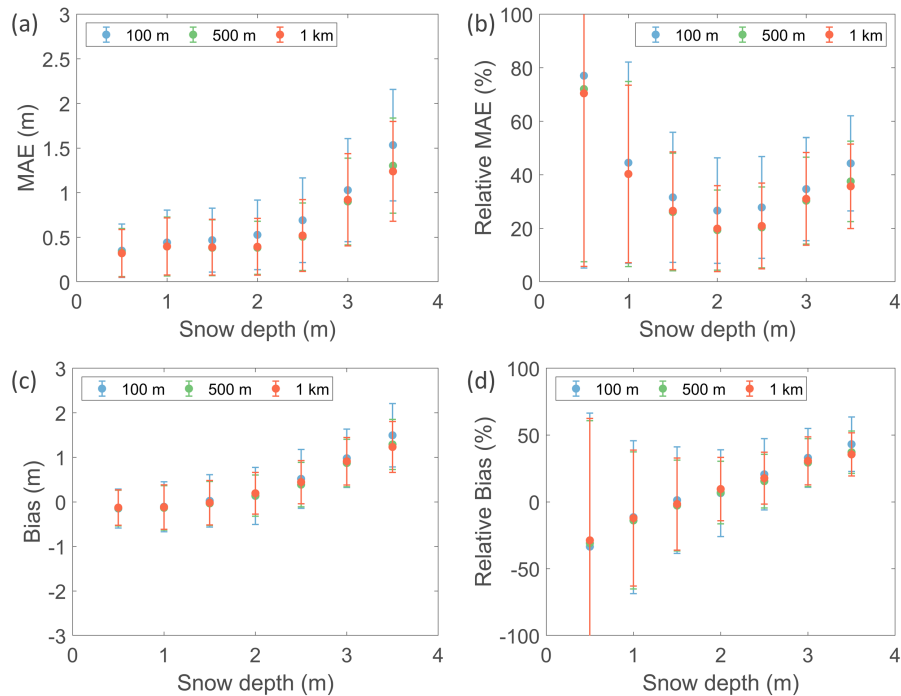 (a)
3
2.5
2
1.5
1
0.5
0
MAE (m)
100 m 500 m 1 km
0 1 2 3 4
Snow depth (m)
(b)
100
80
60
40
20
0
Relative MAE (%)
100 m 500 m 1 km
0 1 2 3 4
Snow depth (m)
(c)
3
2
1
0
-1
-2
-3
Bias (m)
100 m 500 m 1 km
0 1 2 3 4
Snow depth (m)
(d)
100
50
0
-50
-100
Relative Bias (%)
100 m 500 m 1 km
0 1 2 3 4
Snow depth (m)